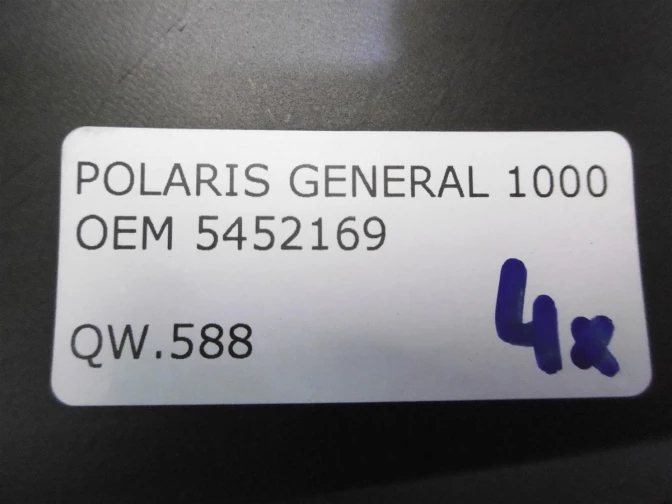 POLARIS GENERAL 1000
OEM 5452169
QW.588
4x